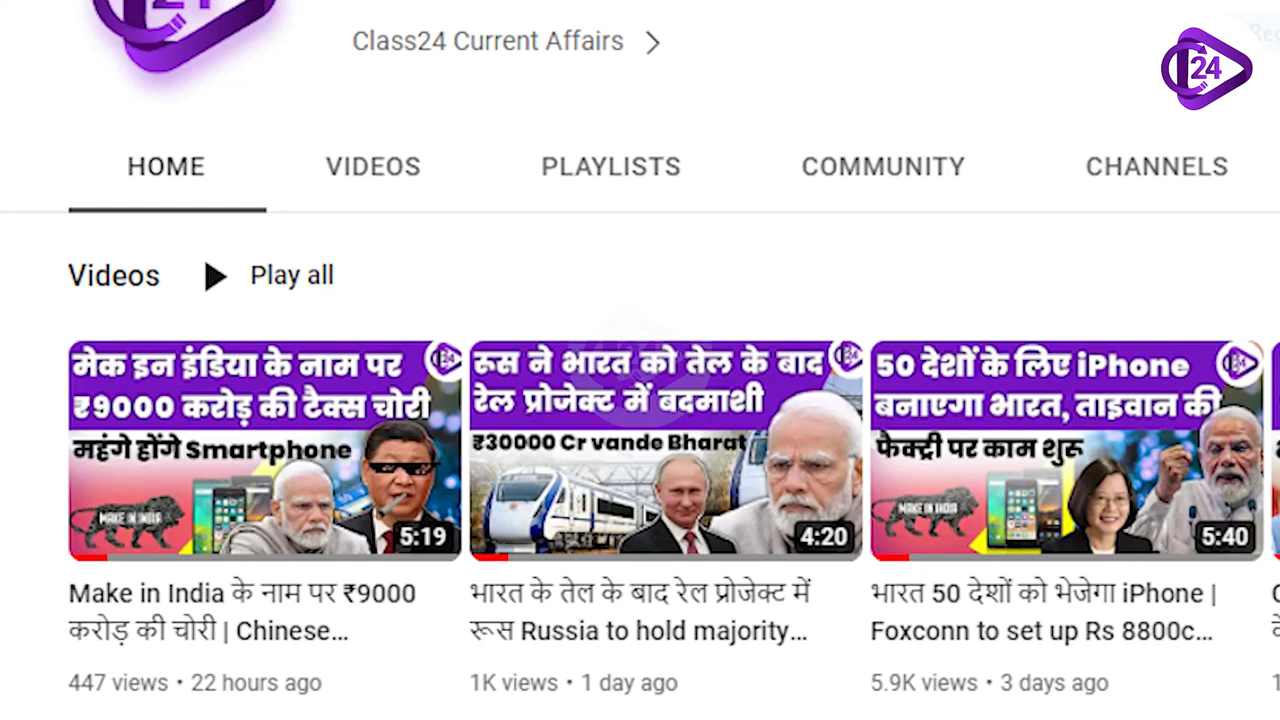 Class24 Current Affairs
24
HOME VIDEOS PLAYLISTS COMMUNITY CHANNELS
Videos Play all
मेक इन इंडिया के नाम पर
₹9000 करोड़ की टैक्स चोरी
महंगे होंगे Smartphone
MAKE IN INDIA
5:19
रूस ने भारत को तेल के बाद
रेल प्रोजेक्ट में बदमाशी
₹30000 Cr vande Bharat
4:20
50 देशों के लिए iPhone
बनाएगा भारत, ताइवान की
फैक्ट्री पर काम शुरू
MAKE IN INDIA
5:40
Make in India के नाम पर ₹9000
करोड़ की चोरी | Chinese...
447 views • 22 hours ago
भारत के तेल के बाद रेल प्रोजेक्ट में
रूस Russia to hold majority...
1K views • 1 day ago
भारत 50 देशों को भेजेगा iPhone |
Foxconn to set up Rs 8800c...
5.9K views • 3 days ago